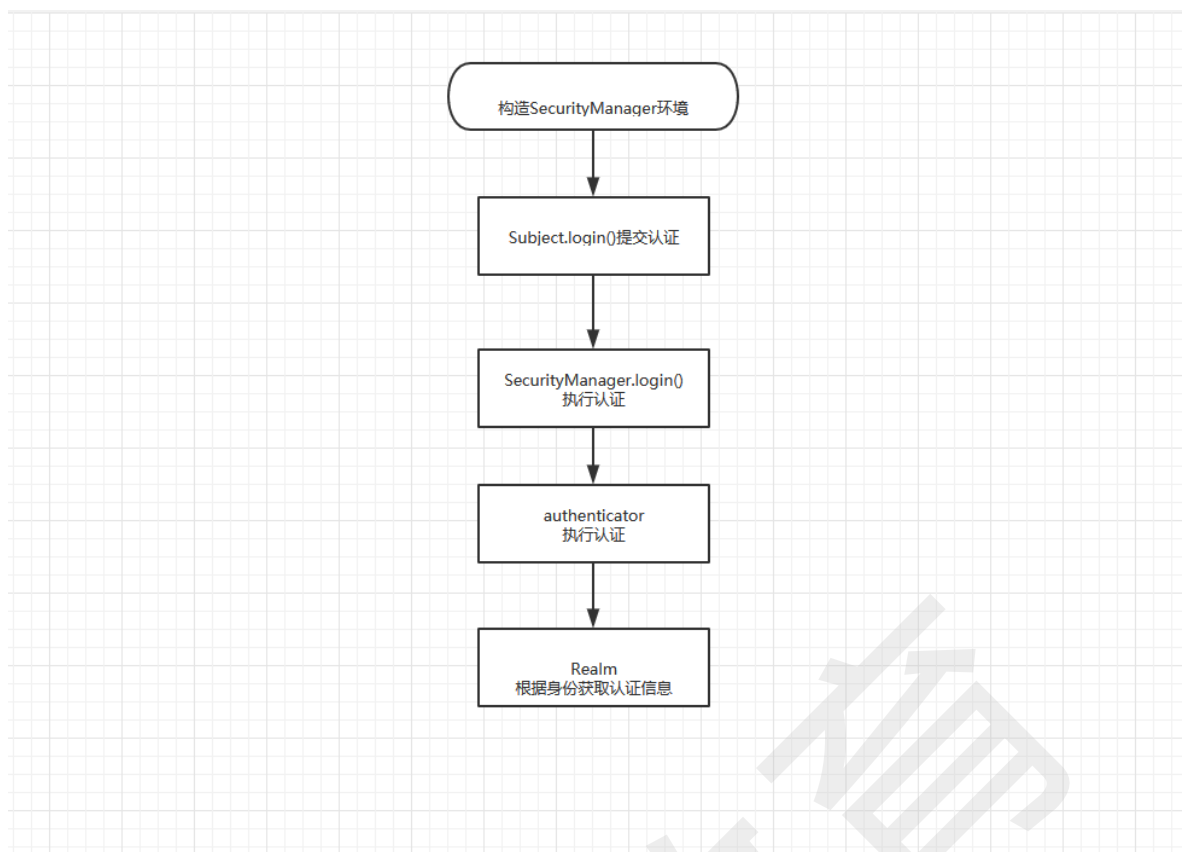 构造SecurityManager环境
Subject.login()提交认证
SecurityManager.login()
执行认证
authenticator
执行认证
Realm
根据身份获取认证信息